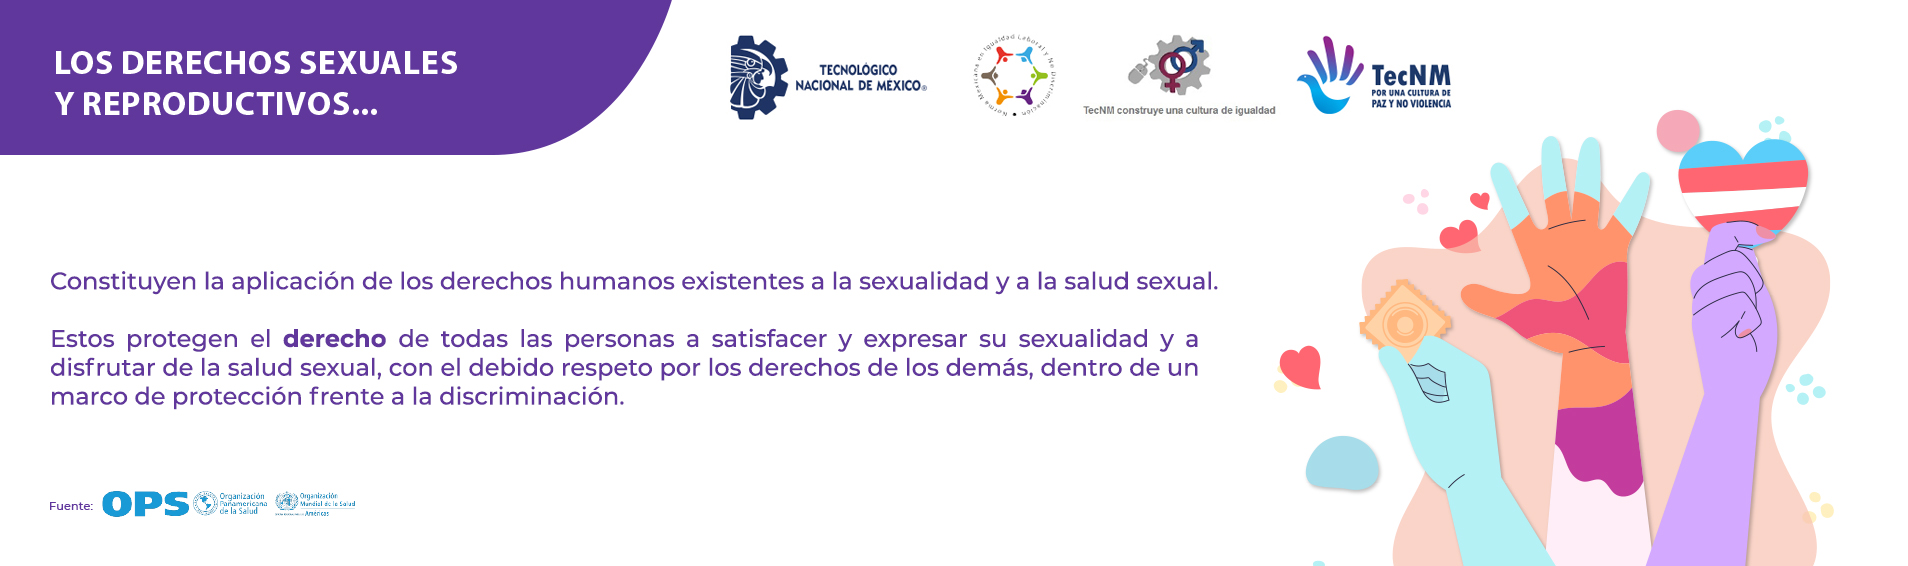 LOS DERECHOS SEXUALES
Y REPRODUCTIVOS...
TECNOLÓGICO
NACIONAL DE MÉXICO®
Norma Mexicana en Igualdad Laboral Y No Discriminación
TecNM construye una cultura de igualdad
TecNM
POR UNA CULTURA DE
PAZ Y NO VIOLENCIA
Constituyen la aplicación de los derechos humanos existentes a la sexualidad y a la salud sexual.
Estos protegen el derecho de todas las personas a satisfacer y expresar su sexualidad y a
disfrutar de la salud sexual, con el debido respeto por los derechos de los demás, dentro de un
marco de protección frente a la discriminación.
Fuente:
OPS
Organización
Panamericana
de la Salud
Organización
Mundial de la Salud
Américas